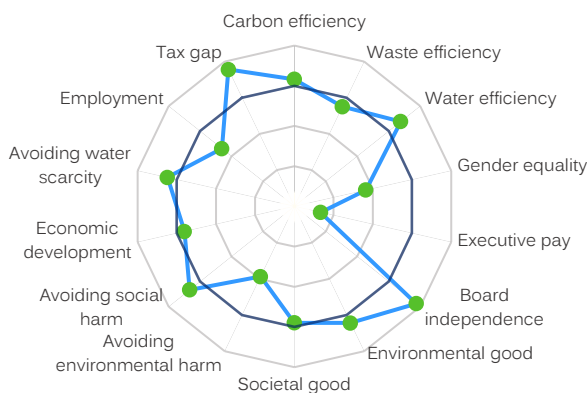 Carbon efficiency
Waste efficiency
Water efficiency
Gender equality
Executive pay
Board
independence
Environmental good
Societal good
Avoiding
environmental harm
Avoiding social
harm
Economic
development
Avoiding water
scarcity
Employment
Tax gap